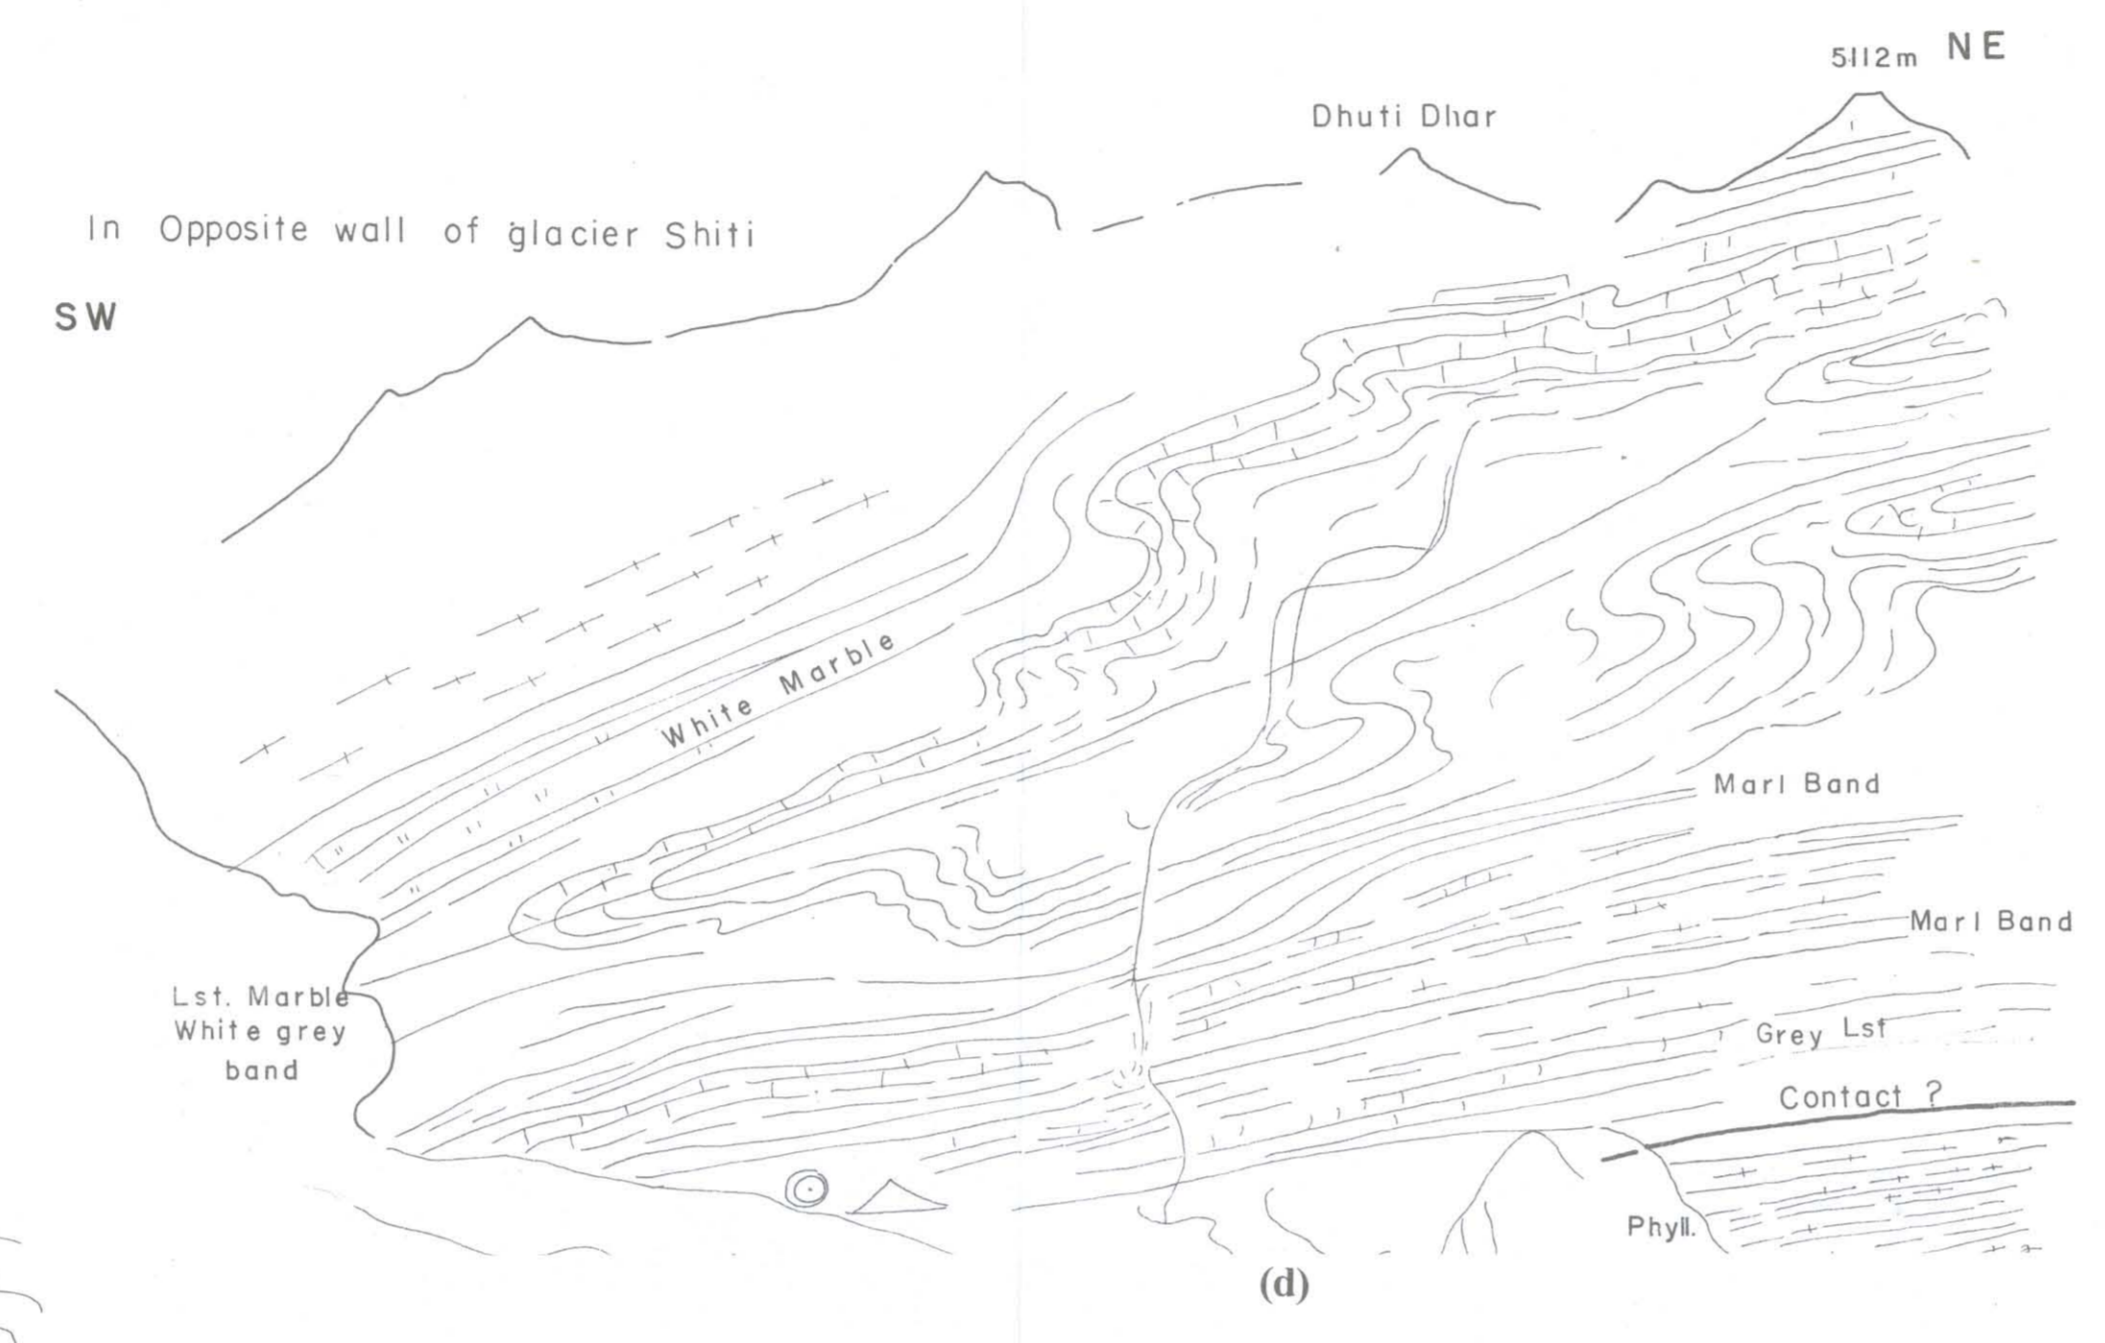 5112m NE
Dhuti Dhar
In Opposite wall of glacier Shiti
SW
White Marble
Marl Band
Marl Band
Lst. Marble
White grey
band
Grey Lst
Contact ?
Phyll.
(d)